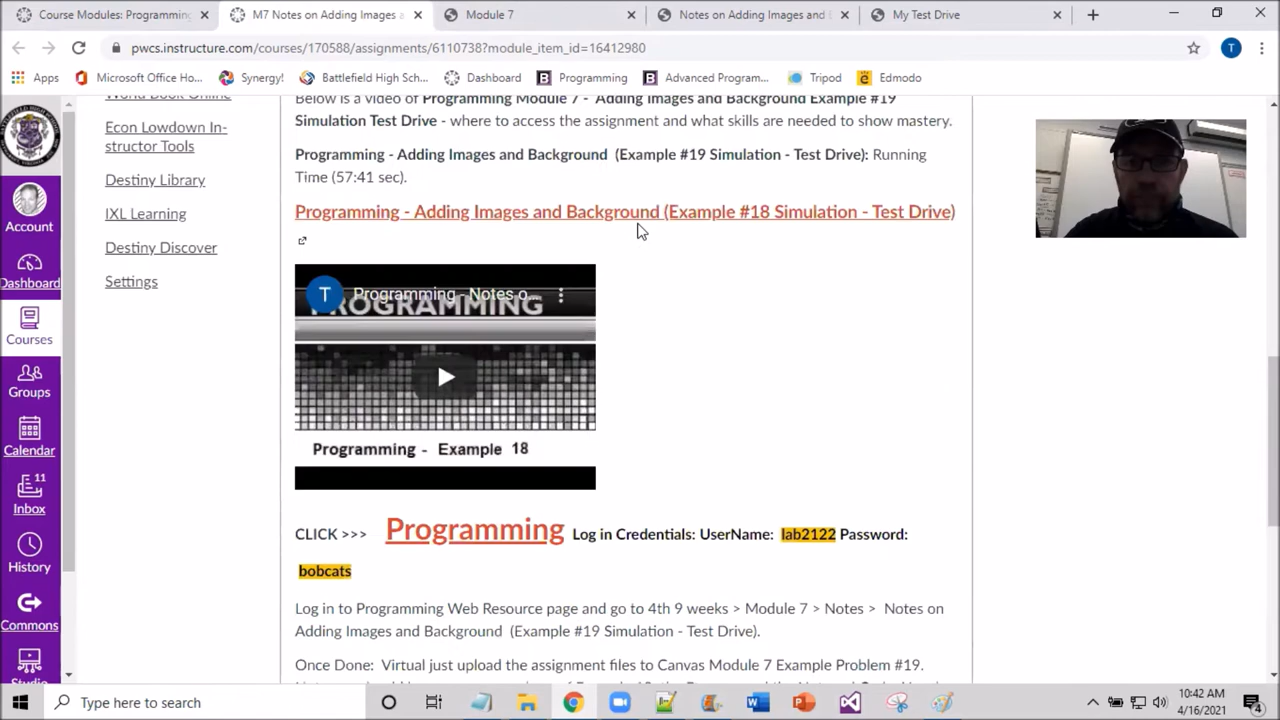 Course Modules: Programming
M7 Notes on Adding Images a
Module 7
Notes on Adding Images and
My Test Drive
pwcs.instructure.com/courses/170588/assignments/6110738?module_item_id=16412980
T
Apps
Microsoft Office Ho...
Synergy!
Battlefield High Sch...
Dashboard
Programming
Advanced Program...
Tripod
Edmodo
World Book Online
Econ Lowdown In-
structor Tools
Destiny Library
IXL Learning
Destiny Discover
Settings
Account
Dashboard
Courses
Groups
Calendar
11
Inbox
History
Commons
Studio
Below is a video of Programming Module 7 - Adding Images and Background Example #19
Simulation Test Drive - where to access the assignment and what skills are needed to show mastery.
Programming - Adding Images and Background (Example #19 Simulation - Test Drive): Running
Time (57:41 sec).
Programming - Adding Images and Background (Example #18 Simulation - Test Drive)
T
Programming - Notes o...
PROGRAMMING
Programming - Example 18
CLICK >>> Programming Log in Credentials: UserName: lab2122 Password:
bobcats
Log in to Programming Web Resource page and go to 4th 9 weeks > Module 7 > Notes > Notes on
Adding Images and Background (Example #19 Simulation - Test Drive).
Once Done: Virtual just upload the assignment files to Canvas Module 7 Example Problem #19.
Type here to search
10:42 AM
4/16/2021
4